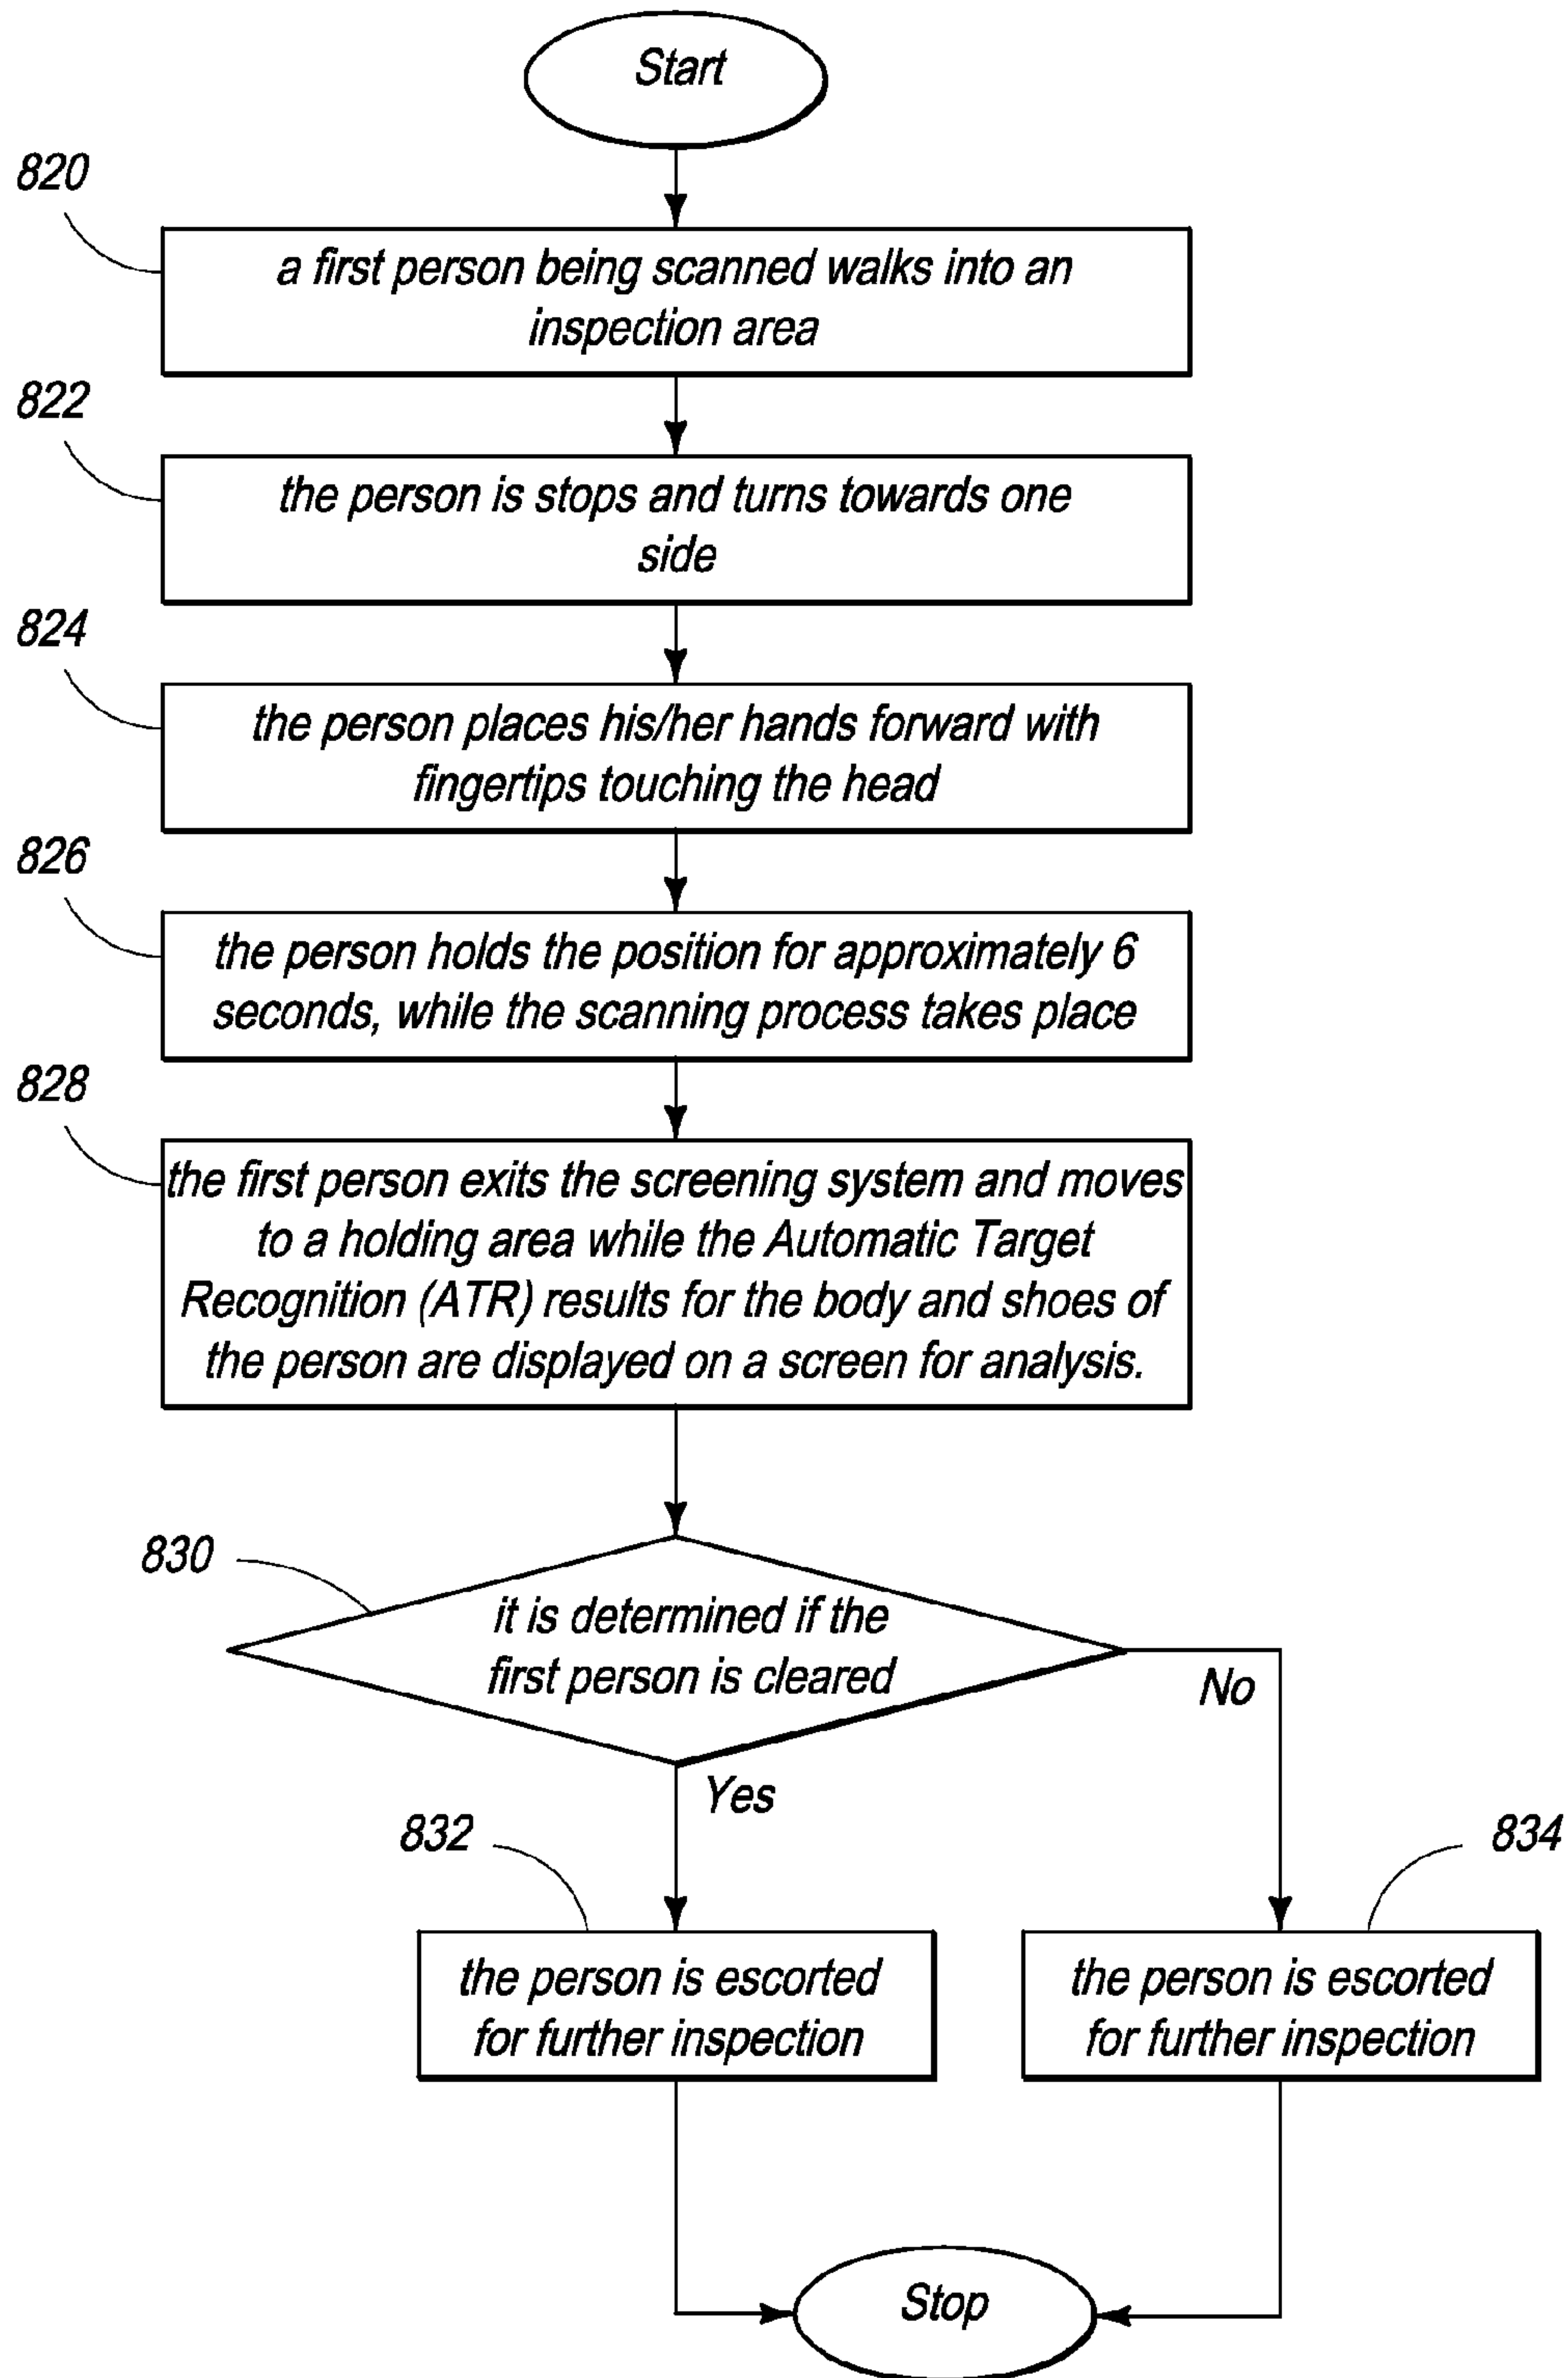 Start
820
a first person being scanned walks into an
inspection area
822
the person is stops and turns towards one
side
824
the person places his/her hands forward with
fingertips touching the head
826
the person holds the position for approximately 6
seconds, while the scanning process takes place
828
the first person exits the screening system and moves
to a holding area while the Automatic Target
Recognition (ATR) results for the body and shoes of
the person are displayed on a screen for analysis.
830
it is determined if the
first person is cleared
No
Yes
832
the person is escorted
for further inspection
834
the person is escorted
for further inspection
Stop